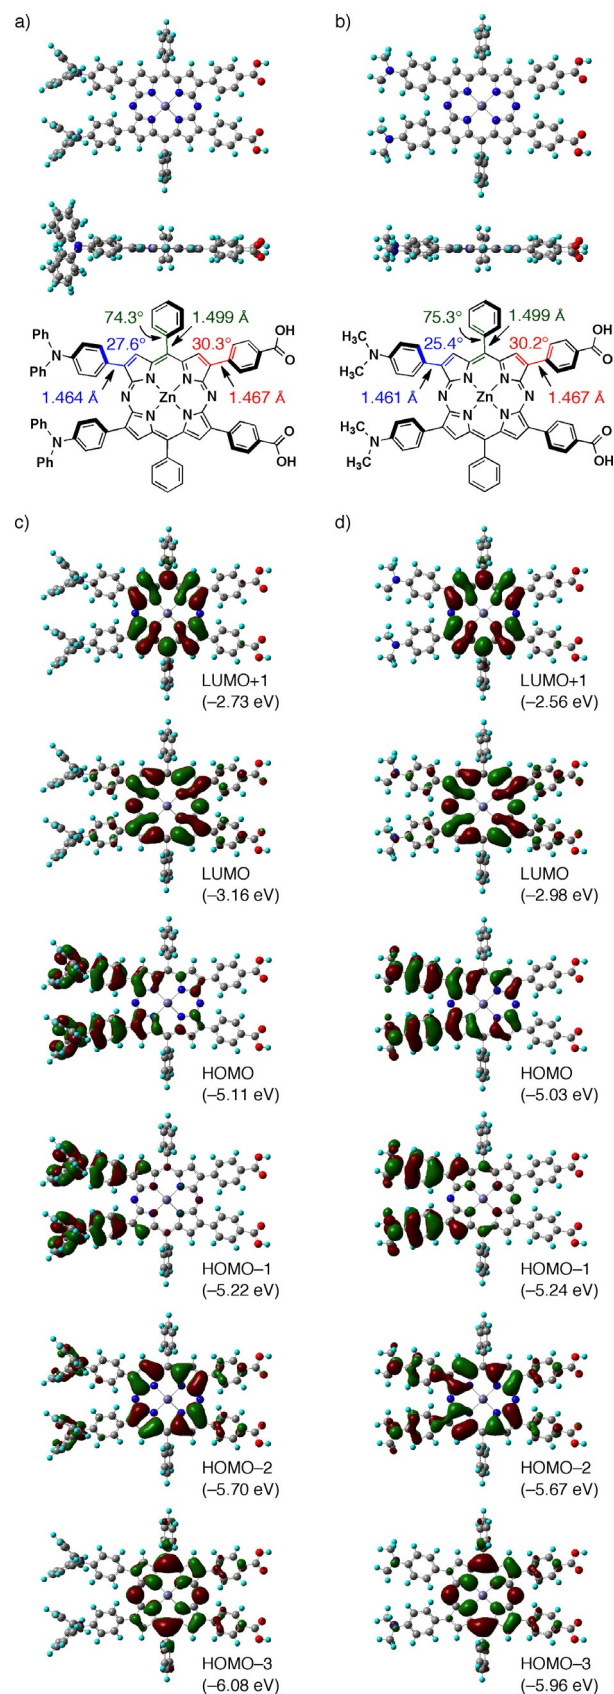 a)
b)
74.3°
1.499 Å
27.6°
30.3°
Ph
N
Ph
OH
O
1.464 Å
N
N
N
Zn
N
1.467 Å
N
N
Ph
N
Ph
O
OH
75.3°
1.499 Å
25.4°
30.2°
H₃C
N
H₃C
OH
O
1.461 Å
N
N
N
Zn
N
1.467 Å
N
N
H₃C
N
H₃C
O
OH
c)
d)
LUMO+1
(−2.73 eV)
LUMO+1
(−2.56 eV)
LUMO
(−3.16 eV)
LUMO
(−2.98 eV)
HOMO
(−5.11 eV)
HOMO
(−5.03 eV)
HOMO−1
(−5.22 eV)
HOMO−1
(−5.24 eV)
HOMO−2
(−5.70 eV)
HOMO−2
(−5.67 eV)
HOMO−3
(−6.08 eV)
HOMO−3
(−5.96 eV)